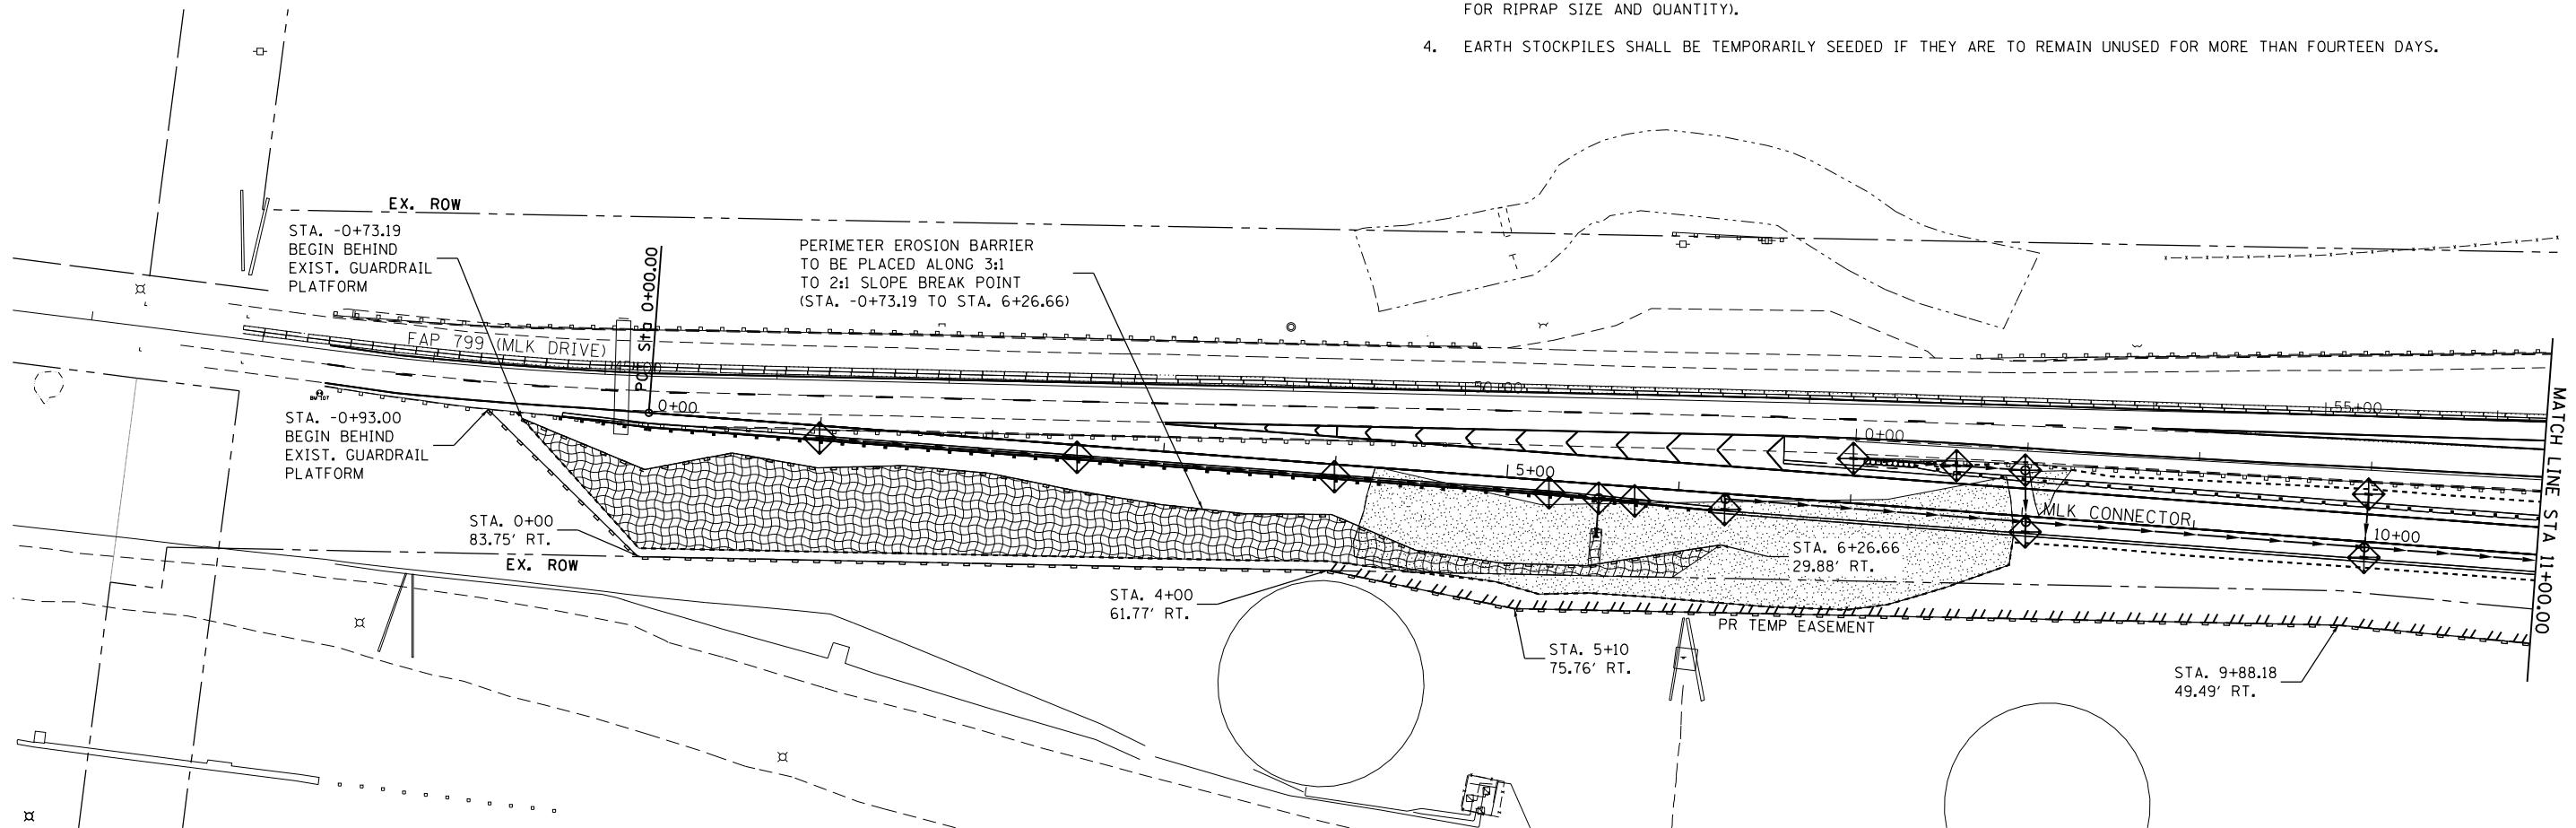 FOR RIPRAP SIZE AND QUANTITY).
4. EARTH STOCKPILES SHALL BE TEMPORARILY SEEDED IF THEY ARE TO REMAIN UNUSED FOR MORE THAN FOURTEEN DAYS.
EX. ROW
STA. -0+73.19
BEGIN BEHIND
EXIST. GUARDRAIL
PLATFORM
POT Sta 0+00.00
PERIMETER EROSION BARRIER
TO BE PLACED ALONG 3:1
TO 2:1 SLOPE BREAK POINT
(STA. -0+73.19 TO STA. 6+26.66)
FAP 799 (MLK DRIVE)
50+00
55+00
0+00
0+00
STA. -0+93.00
BEGIN BEHIND
EXIST. GUARDRAIL
PLATFORM
5+00
MLK CONNECTOR
10+00
MATCH LINE STA 11+00.00
STA. 0+00
83.75' RT.
EX. ROW
STA. 6+26.66
29.88' RT.
STA. 4+00
61.77' RT.
PR TEMP EASEMENT
STA. 5+10
75.76' RT.
STA. 9+88.18
49.49' RT.